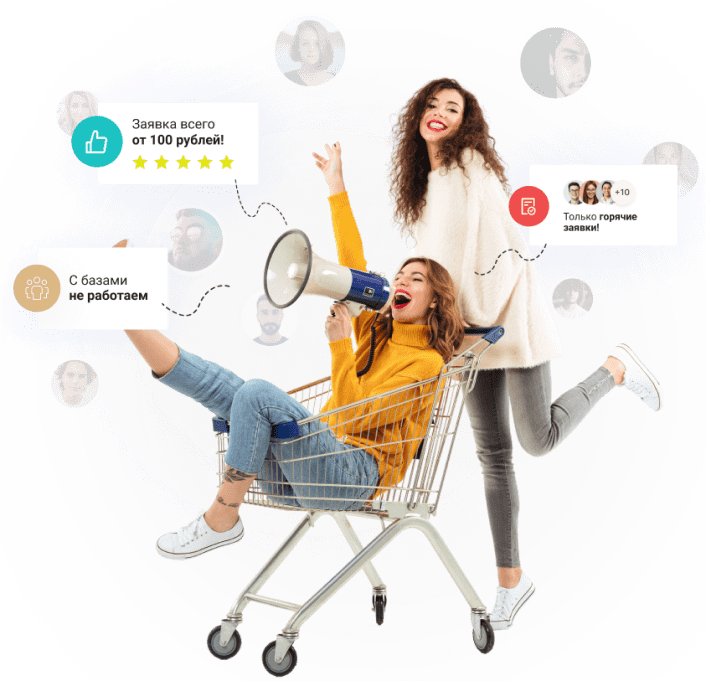 Заявка всего
от 100 рублей!
+10
Только горячие
заявки!
С базами
не работаем